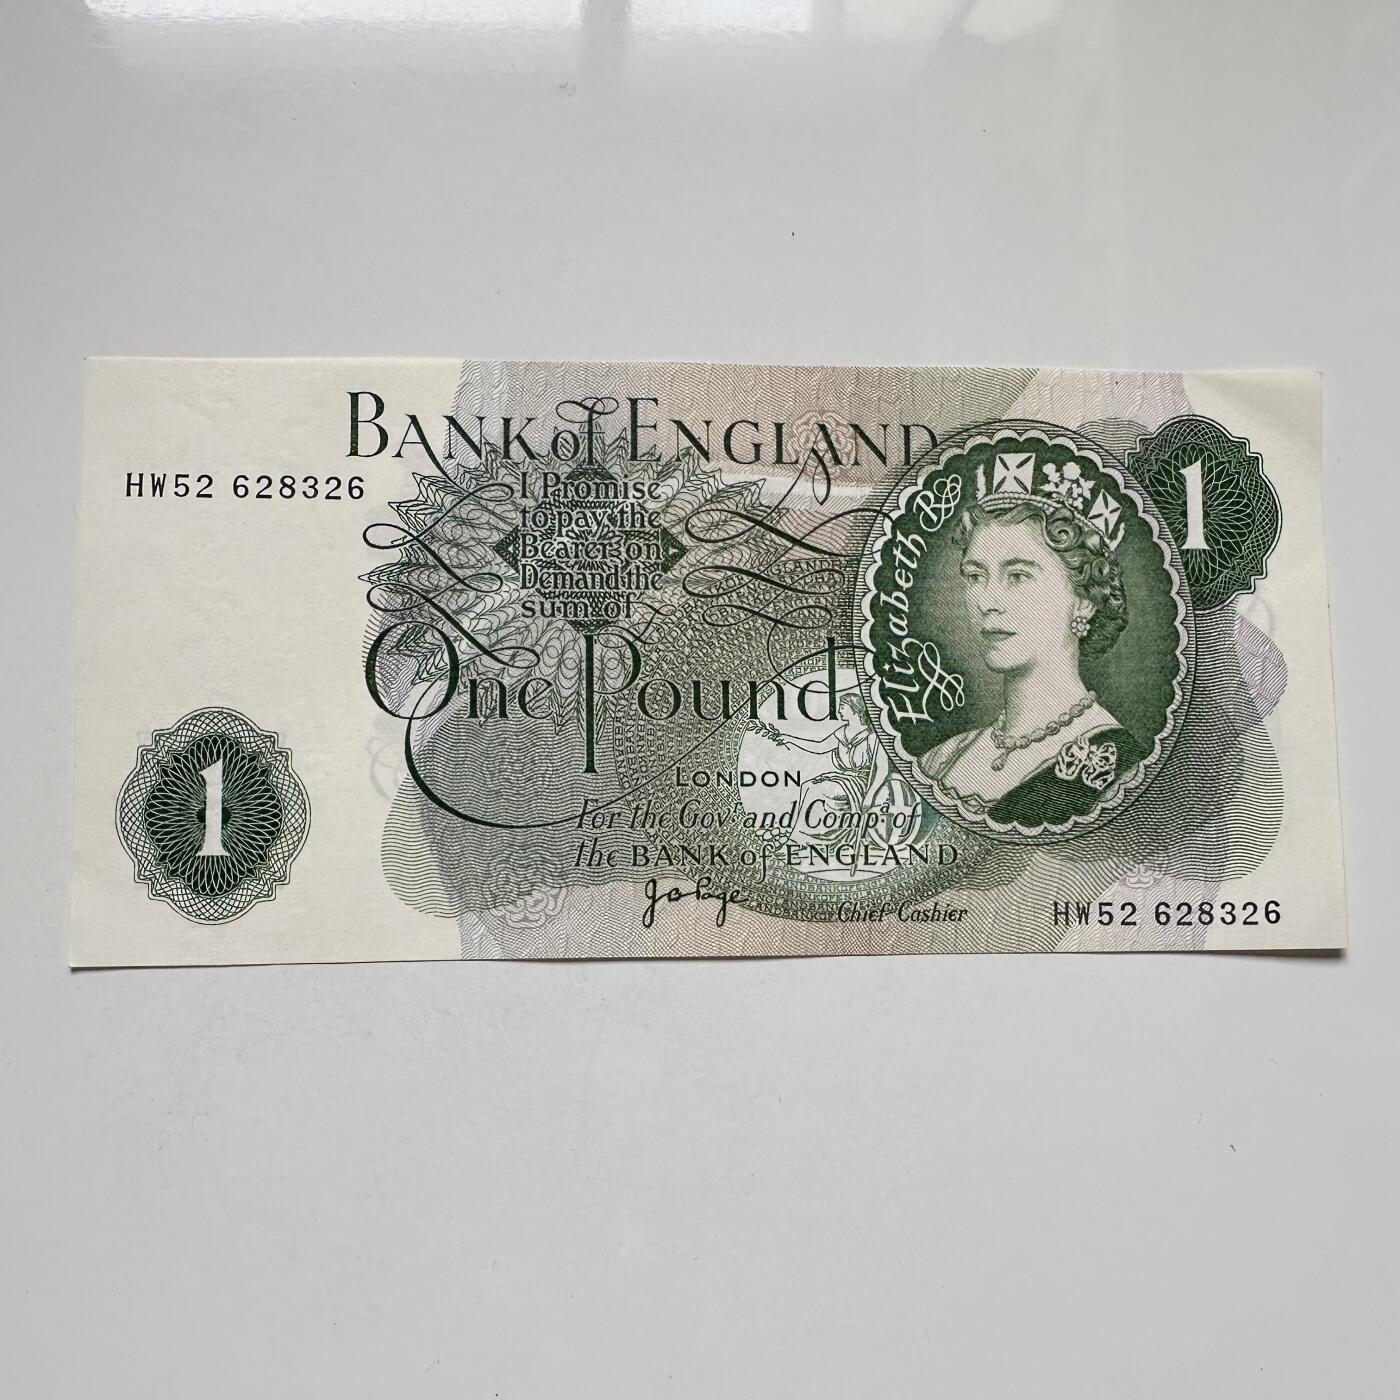 BANK of ENGLAND
HW52 628326
I Promise
to pay the
Bearer on
Demand the
sum of
One Pound
LONDON
For the Govr. and Compa. of
the BANK of ENGLAND
Chief Cashier
Elizabeth R
1
1
HW52 628326